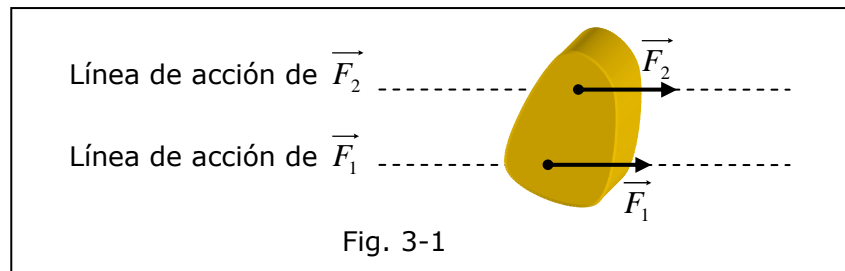 Línea de acción de F₂
F₂
Línea de acción de F₁
F₁
Fig. 3-1